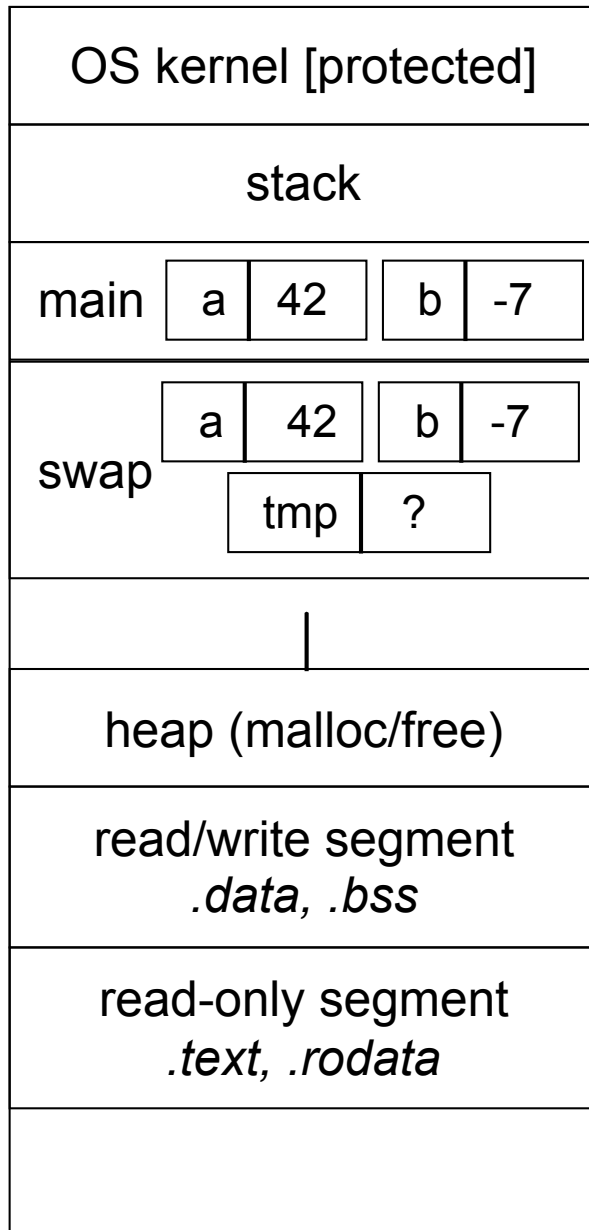 OS kernel [protected]
stack
main a 42 b -7
a 42 b -7
swap
tmp ?
heap (malloc/free)
read/write segment
.data, .bss
read-only segment
.text, .rodata